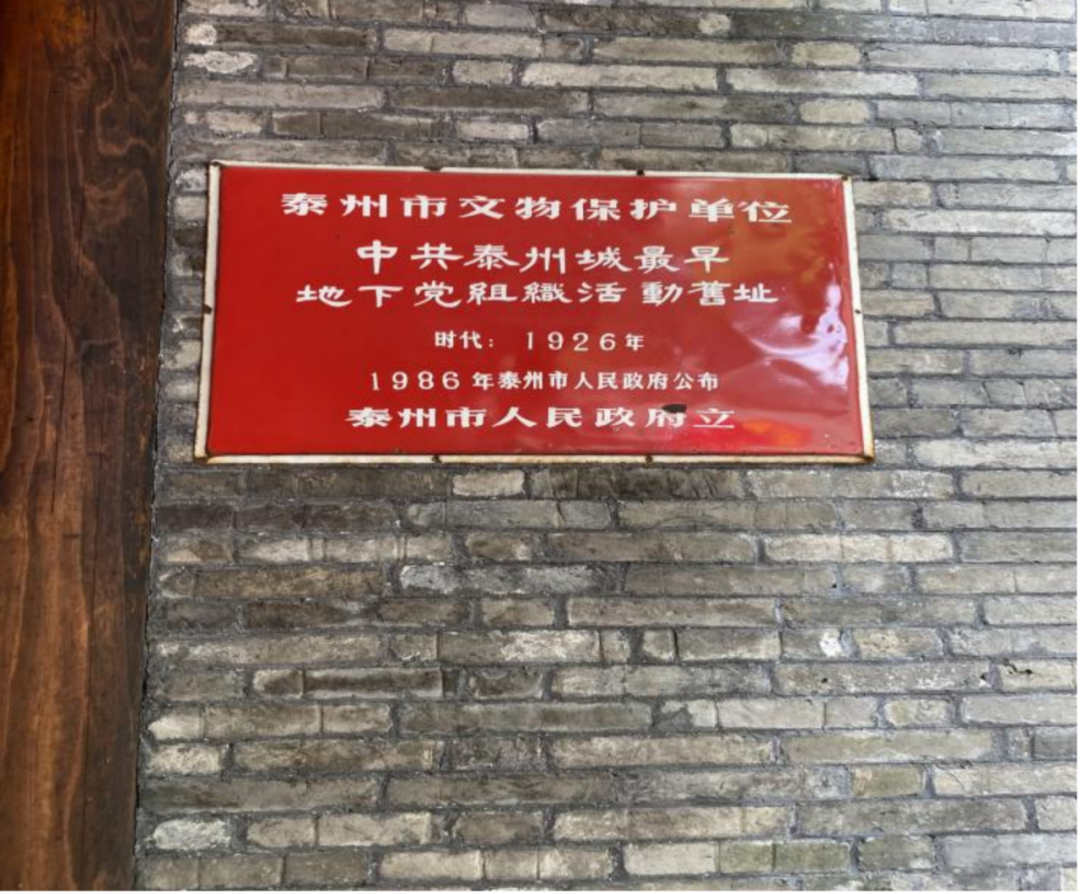 泰州市文物保护单位
中共泰州城最早
地下党組織活動舊址
时代：1926年
1986年泰州市人民政府公布
泰州市人民政府立